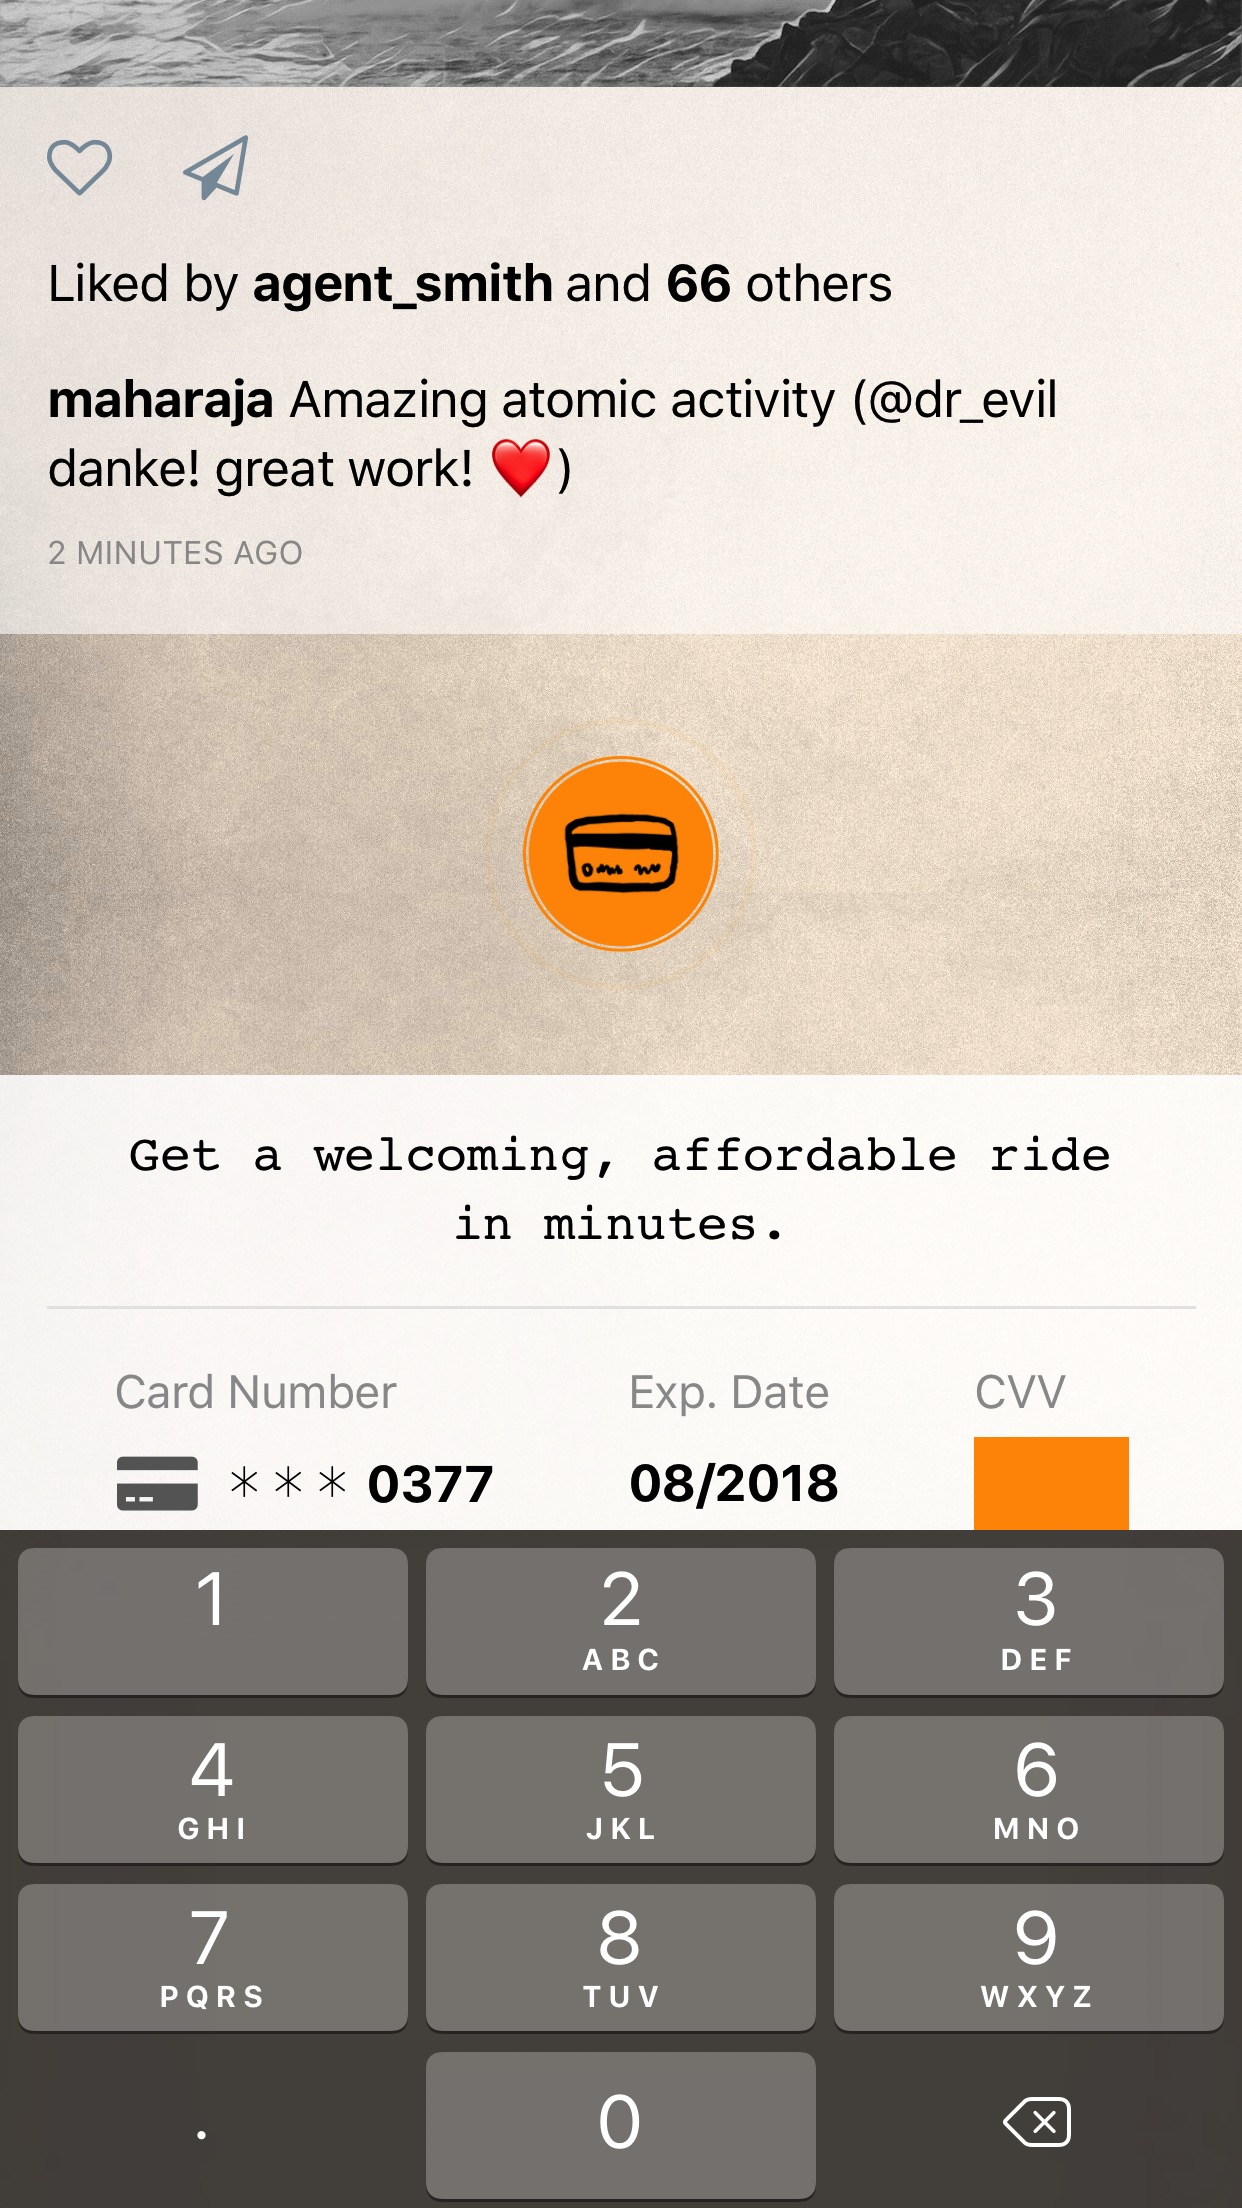 Liked by agent_smith and 66 others
maharaja Amazing atomic activity (@dr_evil
danke! great work! ❤️)
2 MINUTES AGO
Get a welcoming, affordable ride
in minutes.
Card Number Exp. Date CVV
*** 0377 08/2018
1 2 3
ABC DEF
4 5 6
GHI JKL MNO
7 8 9
PQRS TUV WXYZ
. 0